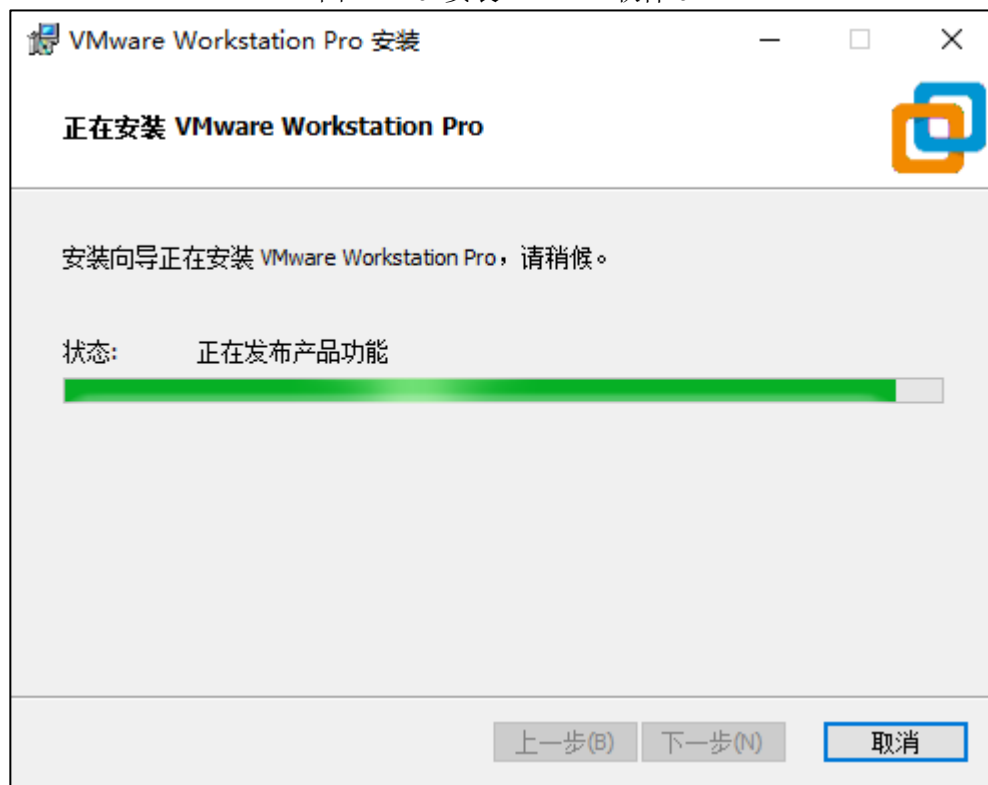 VMware Workstation Pro 安装
正在安装 VMware Workstation Pro
安装向导正在安装 VMware Workstation Pro，请稍候。
状态: 正在发布产品功能
上一步(B) 下一步(N) 取消